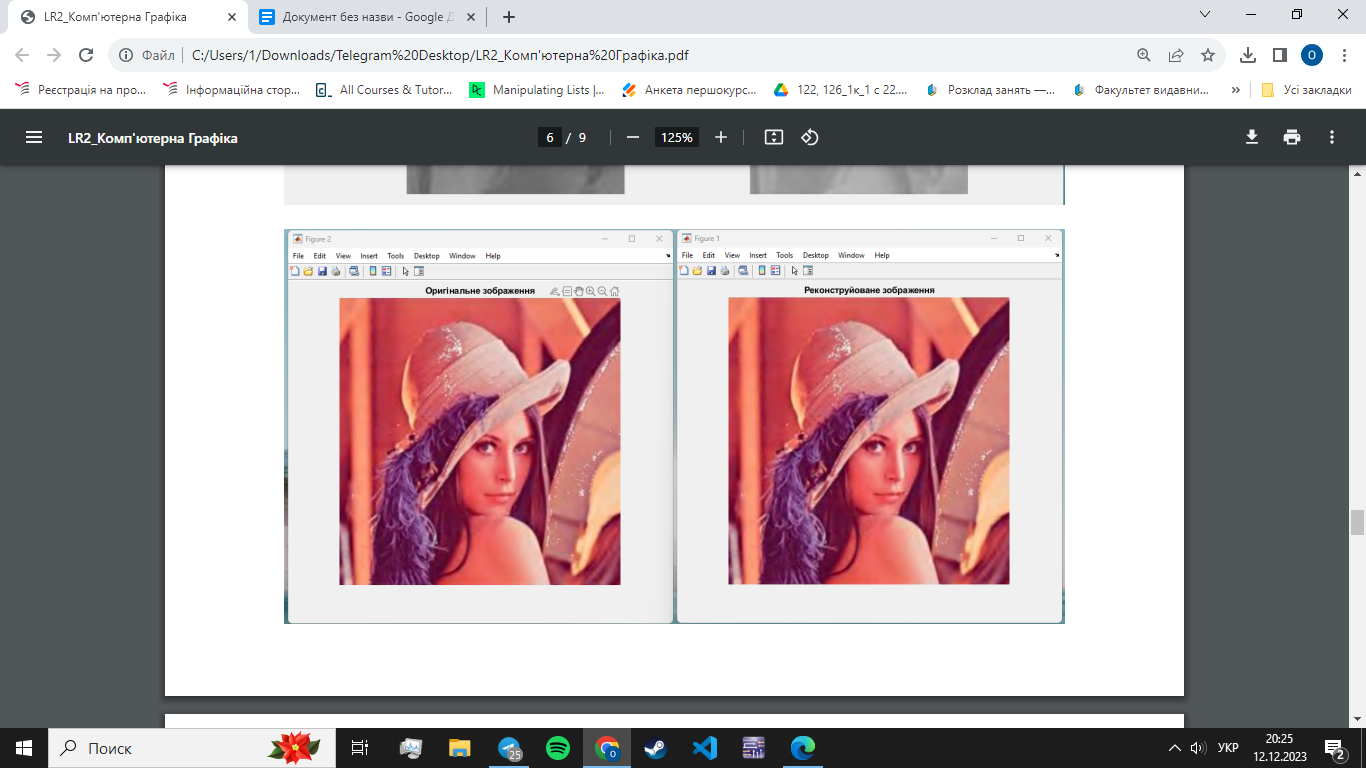 LR2_Комп'ютерна Графіка
Документ без назви - Google Д
Файл C:/Users/1/Downloads/Telegram%20Desktop/LR2_Комп'ютерна%20Графіка.pdf
Реєстрація на про... Інформаційна стор... All Courses & Tutor... Manipulating Lists |... Анкета першокурс... 122, 126_1к_1 с 22.... Розклад занять —... Факультет видавни... » Усі закладки
LR2_Комп'ютерна Графіка 6 / 9 125%
Figure 2
File Edit View Insert Tools Desktop Window Help
Оригінальне зображення
Figure 1
File Edit View Insert Tools Desktop Window Help
Реконструйоване зображення
Поиск 25 УКР 20:25
12.12.2023 2